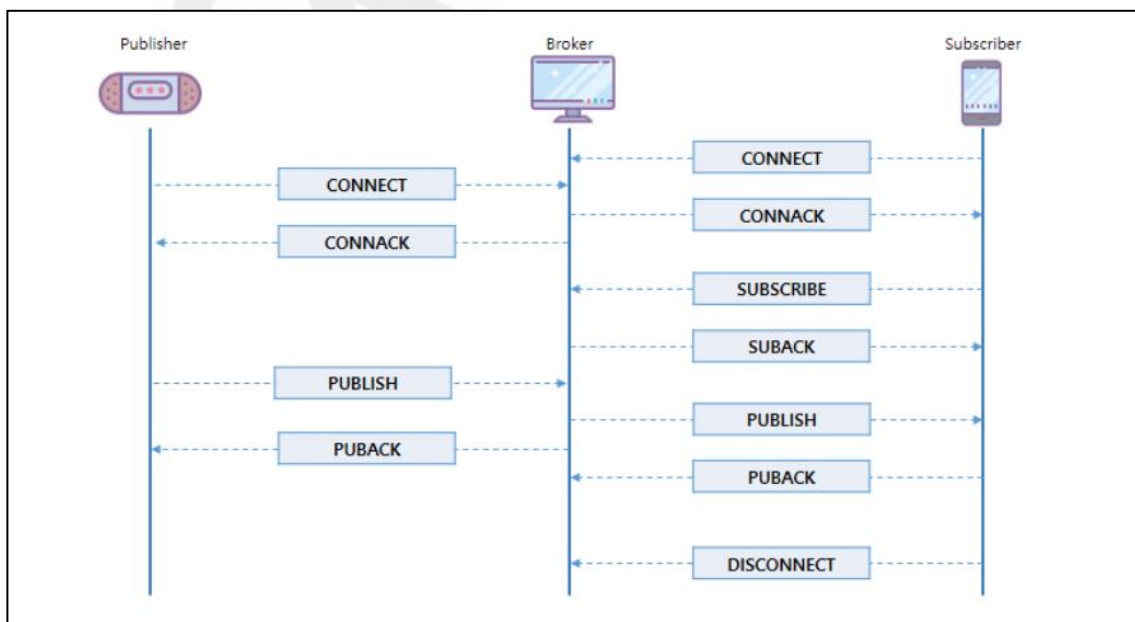 Publisher
Broker
Subscriber
CONNECT
CONNECT
CONNACK
CONNACK
SUBSCRIBE
SUBACK
PUBLISH
PUBLISH
PUBACK
PUBACK
DISCONNECT